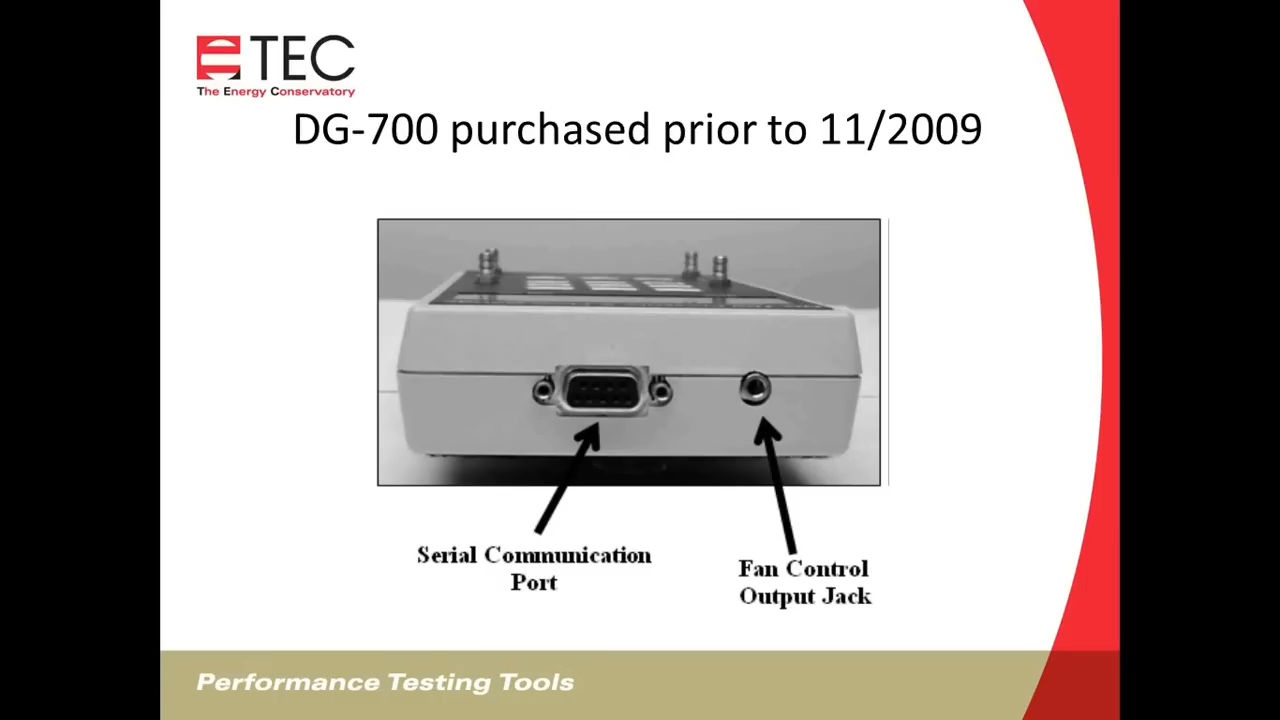 TEC
The Energy Conservatory
DG-700 purchased prior to 11/2009
Serial Communication
Port
Fan Control
Output Jack
Performance Testing Tools